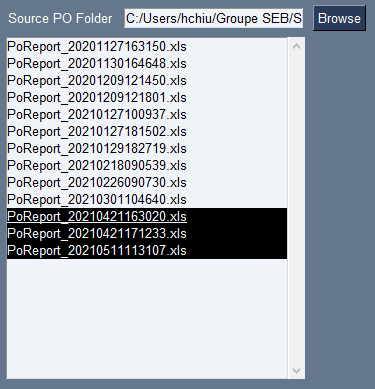 Source PO Folder C:/Users/hchiu/Groupe SEB/S Browse
PoReport_20201127163150.xls
PoReport_20201130164648.xls
PoReport_20201209121450.xls
PoReport_20201209121801.xls
PoReport_20210127100937.xls
PoReport_20210127181502.xls
PoReport_20210129182719.xls
PoReport_20210218090539.xls
PoReport_20210226090730.xls
PoReport_20210301104640.xls
PoReport_20210421163020.xls
PoReport_20210421171233.xls
PoReport_20210511113107.xls